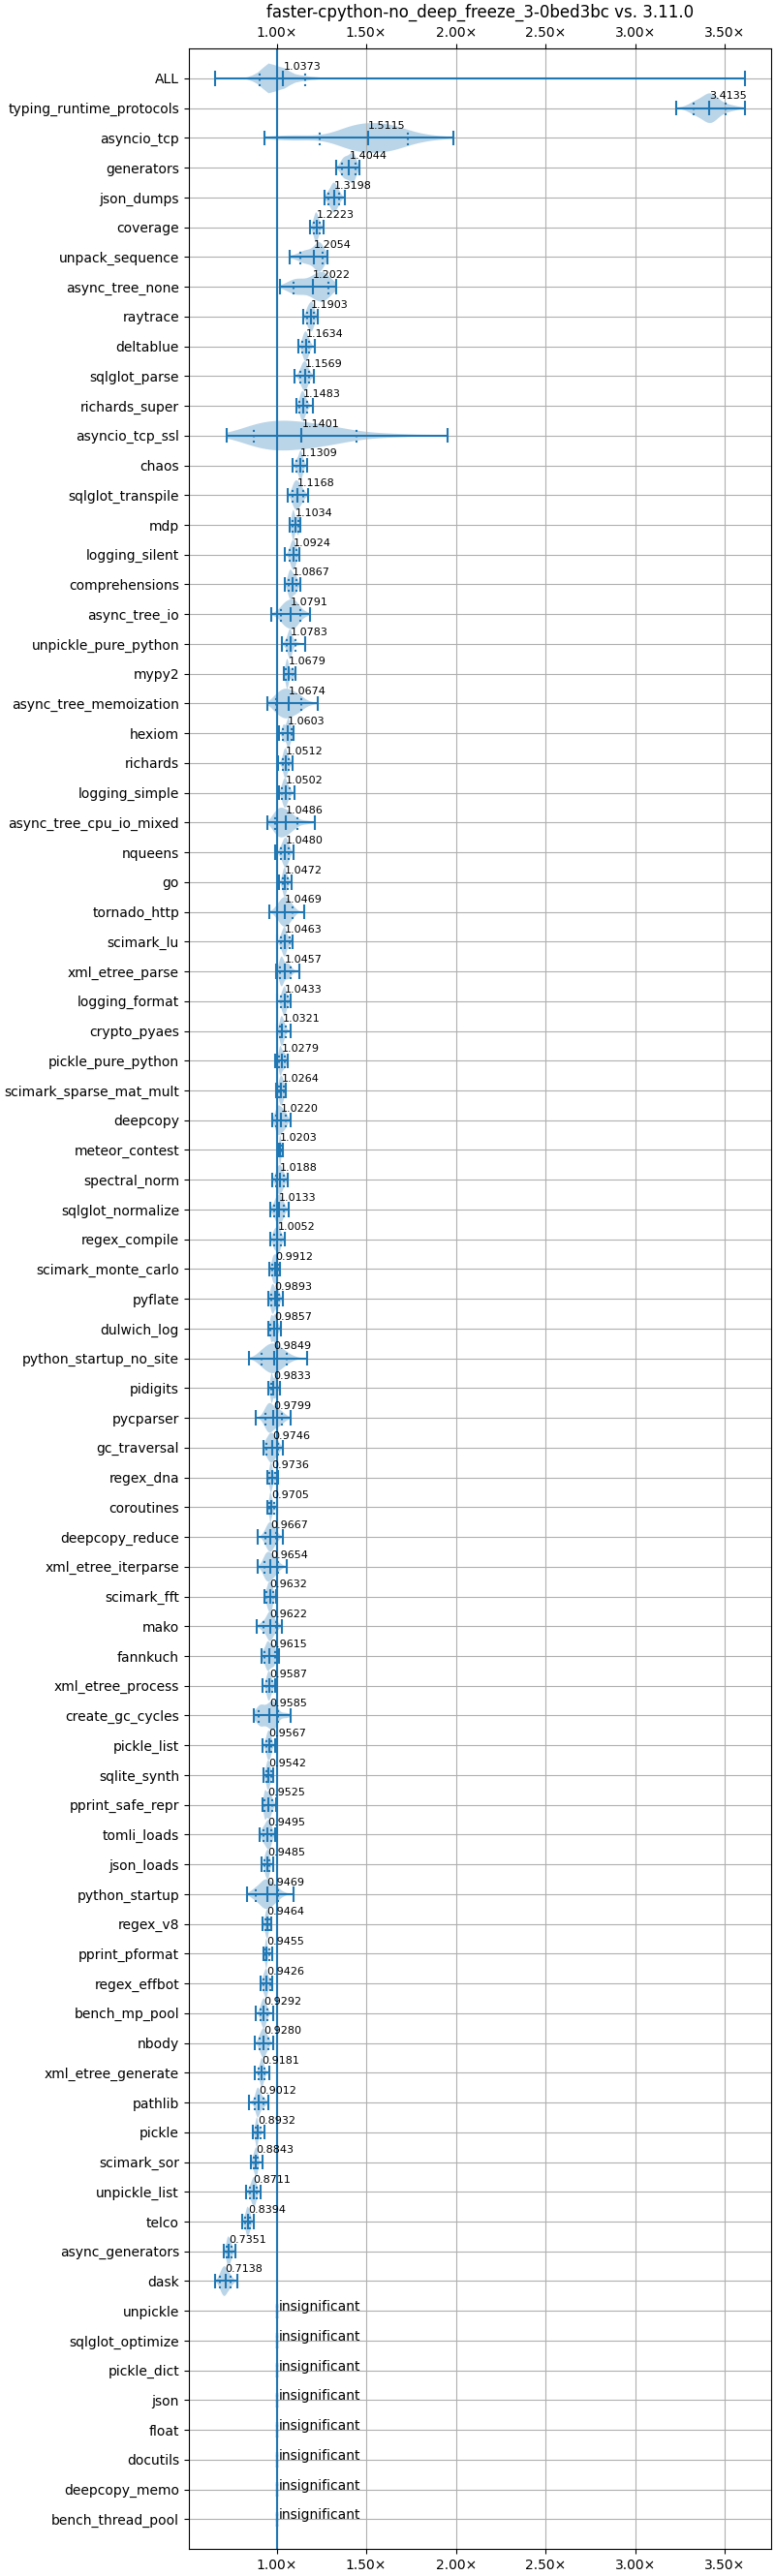 faster-cpython-no_deep_freeze_3-0bed3bc vs. 3.11.0
1.00× 1.50× 2.00× 2.50× 3.00× 3.50×
ALL 1.0373
typing_runtime_protocols 3.4135
asyncio_tcp 1.5115
generators 1.4044
json_dumps 1.3198
coverage 1.2223
unpack_sequence 1.2054
async_tree_none 1.2022
raytrace 1.1903
deltablue 1.1634
sqlglot_parse 1.1569
richards_super 1.1483
asyncio_tcp_ssl 1.1401
chaos 1.1309
sqlglot_transpile 1.1168
mdp 1.1034
logging_silent 1.0924
comprehensions 1.0867
async_tree_io 1.0791
unpickle_pure_python 1.0783
mypy2 1.0679
async_tree_memoization 1.0674
hexiom 1.0603
richards 1.0512
logging_simple 1.0502
async_tree_cpu_io_mixed 1.0486
nqueens 1.0480
go 1.0472
tornado_http 1.0469
scimark_lu 1.0463
xml_etree_parse 1.0457
logging_format 1.0433
crypto_pyaes 1.0321
pickle_pure_python 1.0279
scimark_sparse_mat_mult 1.0264
deepcopy 1.0220
meteor_contest 1.0203
spectral_norm 1.0188
sqlglot_normalize 1.0133
regex_compile 1.0052
scimark_monte_carlo 0.9912
pyflate 0.9893
dulwich_log 0.9857
python_startup_no_site 0.9849
pidigits 0.9833
pycparser 0.9799
gc_traversal 0.9746
regex_dna 0.9736
coroutines 0.9705
deepcopy_reduce 0.9667
xml_etree_iterparse 0.9654
scimark_fft 0.9632
mako 0.9622
fannkuch 0.9615
xml_etree_process 0.9587
create_gc_cycles 0.9585
pickle_list 0.9567
sqlite_synth 0.9542
pprint_safe_repr 0.9525
tomli_loads 0.9495
json_loads 0.9485
python_startup 0.9469
regex_v8 0.9464
pprint_pformat 0.9455
regex_effbot 0.9426
bench_mp_pool 0.9292
nbody 0.9280
xml_etree_generate 0.9181
pathlib 0.9012
pickle 0.8932
scimark_sor 0.8843
unpickle_list 0.8711
telco 0.8394
async_generators 0.7351
dask 0.7138
unpickle insignificant
sqlglot_optimize insignificant
pickle_dict insignificant
json insignificant
float insignificant
docutils insignificant
deepcopy_memo insignificant
bench_thread_pool insignificant
1.00× 1.50× 2.00× 2.50× 3.00× 3.50×